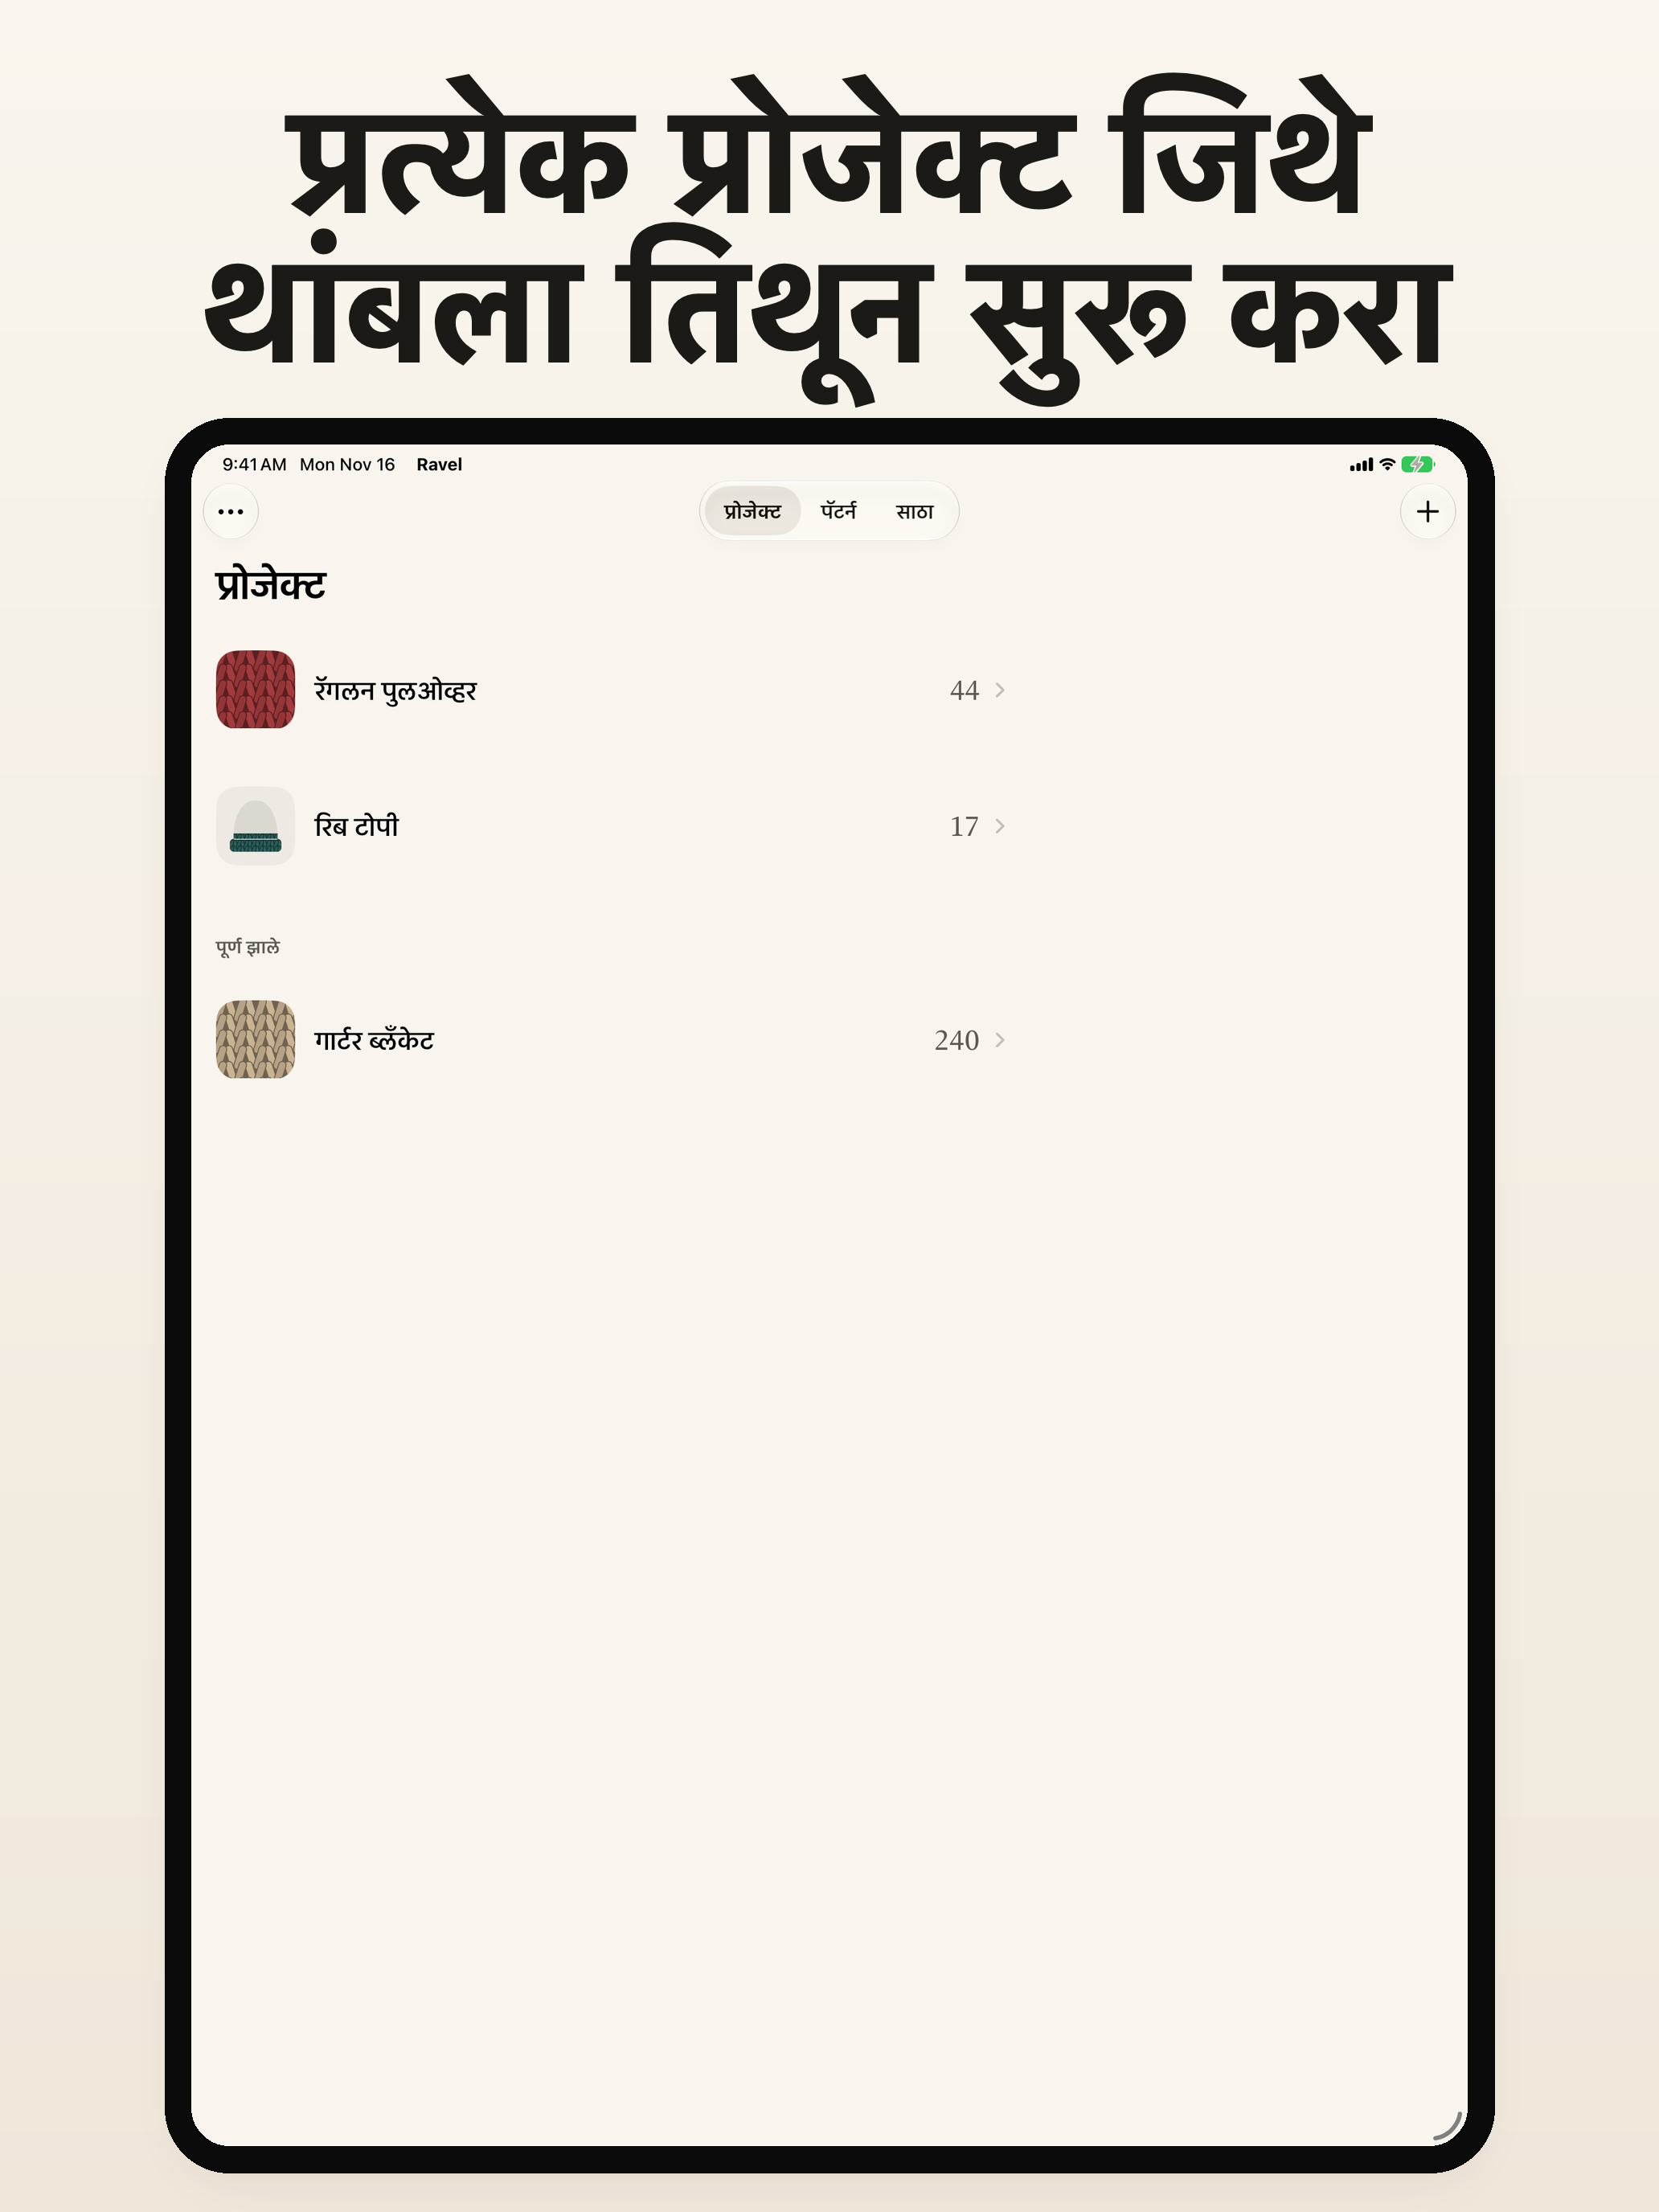 प्रत्येक प्रोजेक्ट जिथे
थांबला तिथून सुरू करा
9:41 AM Mon Nov 16 Ravel
प्रोजेक्ट पॅटर्न साठा
प्रोजेक्ट
रॅगलन पुलओव्हर 44
रिब टोपी 17
पूर्ण झाले
गार्टर ब्लँकेट 240